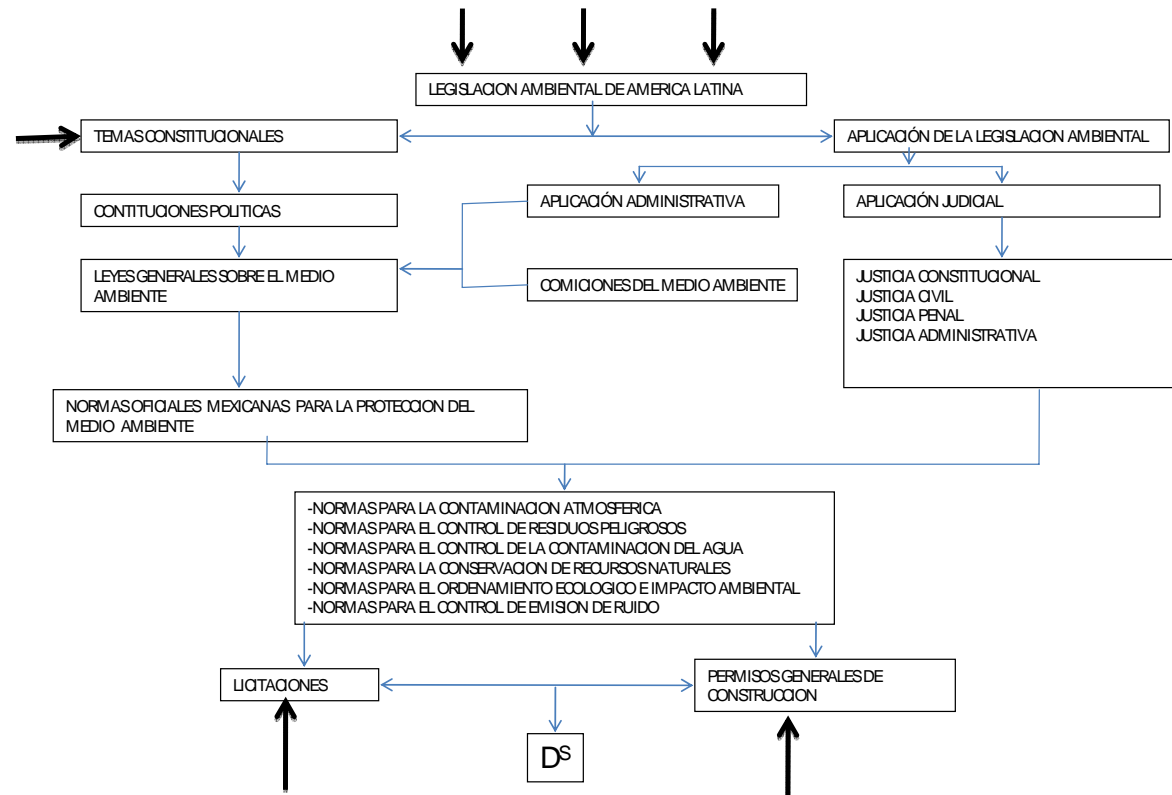 LEGISLACION AMBIENTAL DE AMERICA LATINA
TEMAS CONSTITUCIONALES
APLICACIÓN DE LA LEGISLACION AMBIENTAL
CONTITUCIONES POLITICAS
APLICACIÓN ADMINISTRATIVA
APLICACIÓN JUDICIAL
LEYES GENERALES SOBRE EL MEDIO
AMBIENTE
COMICIONES DEL MEDIO AMBIENTE
JUSTICIA CONSTITUCIONAL
JUSTICIA CIVIL
JUSTICIA PENAL
JUSTICIA ADMINISTRATIVA
NORMAS OFICIALES MEXICANAS PARA LA PROTECCION DEL
MEDIO AMBIENTE
-NORMAS PARA LA CONTAMINACION ATMOSFERICA
-NORMAS PARA EL CONTROL DE RESIDUOS PELIGROSOS
-NORMAS PARA EL CONTROL DE LA CONTAMINACION DEL AGUA
-NORMAS PARA LA CONSERVACION DE RECURSOS NATURALES
-NORMAS PARA EL ORDENAMIENTO ECOLOGICO E IMPACTO AMBIENTAL
-NORMAS PARA EL CONTROL DE EMISION DE RUIDO
LICITACIONES
PERMISOS GENERALES DE
CONSTRUCCION
Dˢ